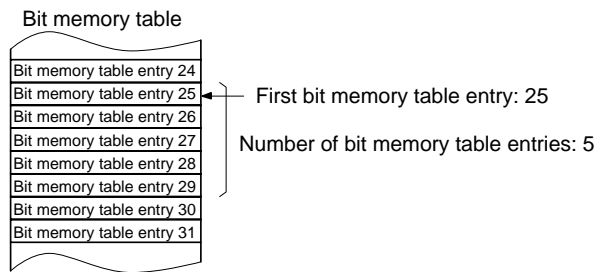 Bit memory table
Bit memory table entry 24
Bit memory table entry 25
First bit memory table entry: 25
Bit memory table entry 26
Bit memory table entry 27
Number of bit memory table entries: 5
Bit memory table entry 28
Bit memory table entry 29
Bit memory table entry 30
Bit memory table entry 31